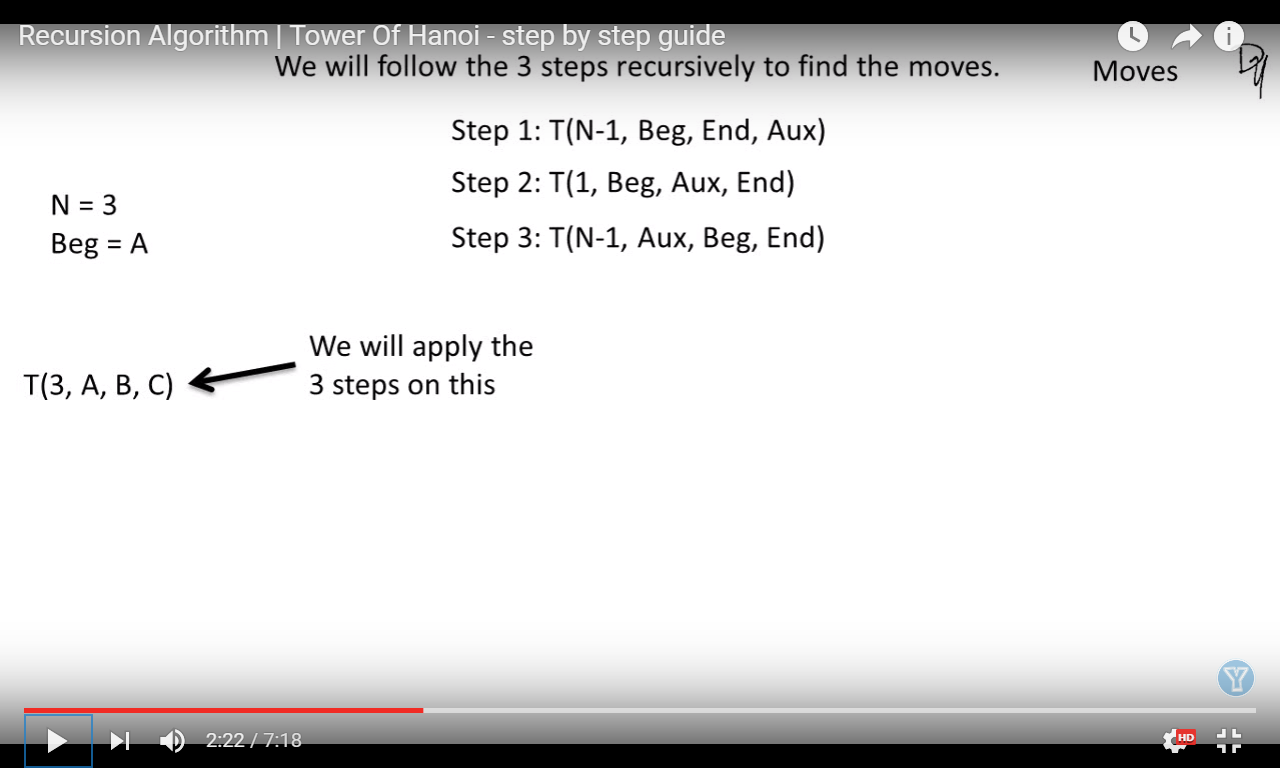 Recursion Algorithm | Tower Of Hanoi - step by step guide
We will follow the 3 steps recursively to find the moves.
Moves
Step 1: T(N-1, Beg, End, Aux)
Step 2: T(1, Beg, Aux, End)
Step 3: T(N-1, Aux, Beg, End)
N = 3
Beg = A
We will apply the
3 steps on this
T(3, A, B, C)
Y
2:22 / 7:18
HD